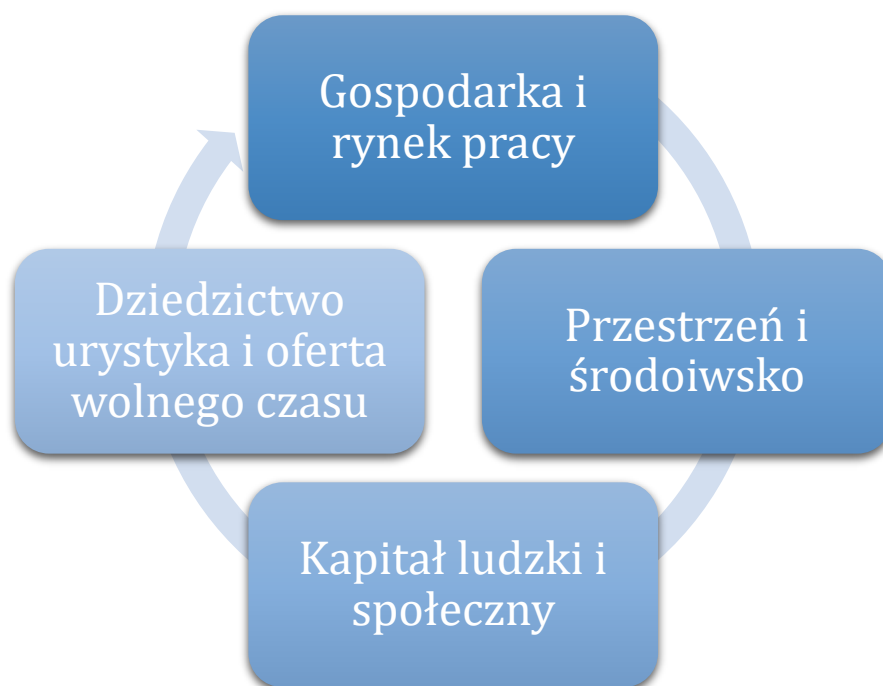 Gospodarka i
rynek pracy
Przestrzeń i
środoiwsko
Kapitał ludzki i
społeczny
Dziedzictwo
urystyka i oferta
wolnego czasu